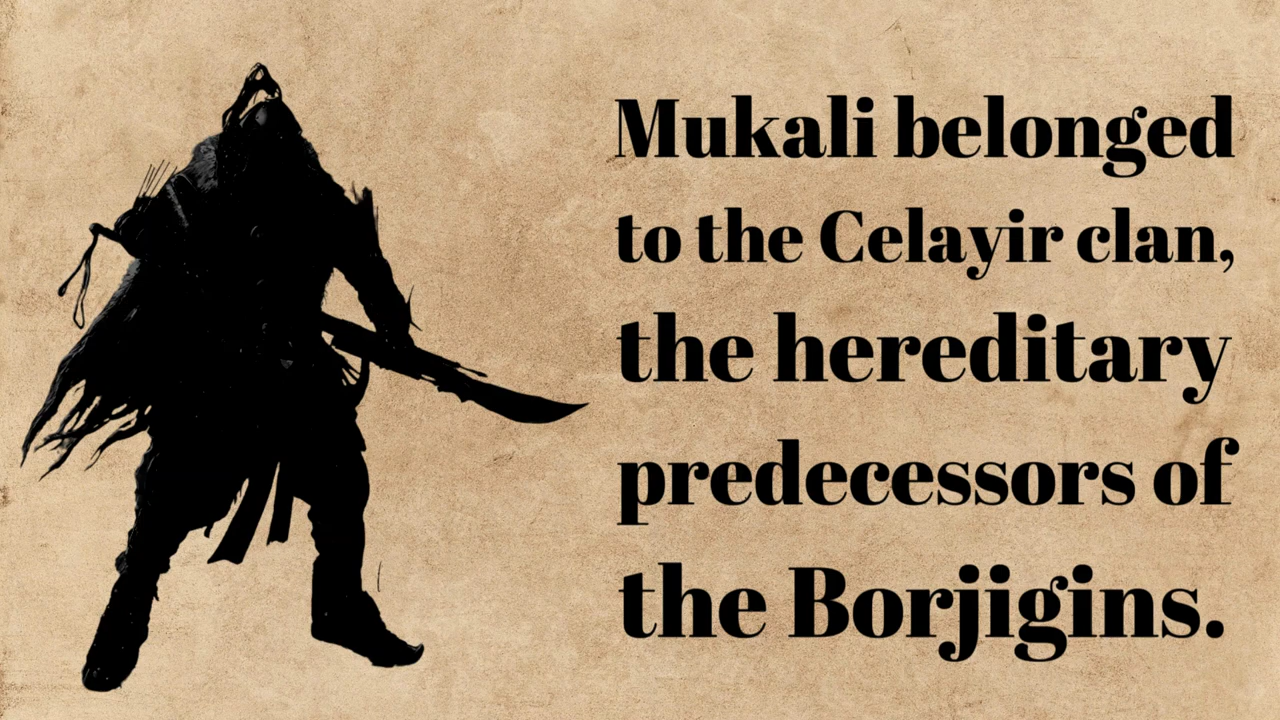 Mukali belonged
to the Celayir clan,
the hereditary
predecessors of
the Borjigins.